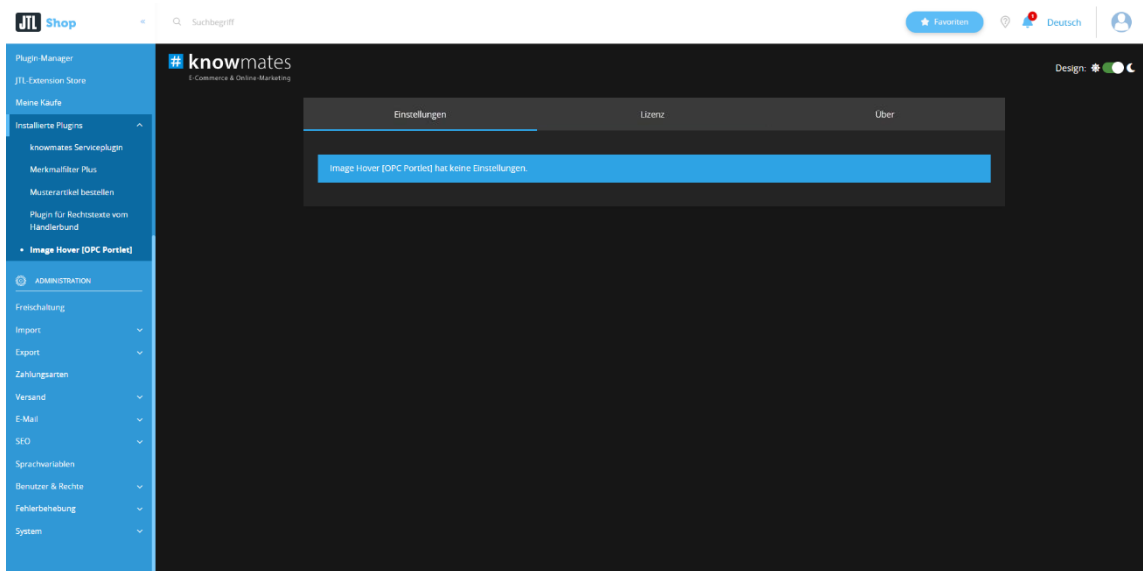 JTL Shop
«
Suchbegriff
Favoriten
1
Deutsch
Plugin-Manager
JTL-Extension Store
Meine Käufe
Installierte Plugins
knowmates Serviceplugin
Merkmalfilter Plus
Musterartikel bestellen
Plugin für Rechtstexte vom
Händlerbund
Image Hover [OPC Portlet]
ADMINISTRATION
Freischaltung
Import
Export
Zahlungsarten
Versand
E-Mail
SEO
Sprachvariablen
Benutzer & Rechte
Fehlerbehebung
System
# knowmates
E-Commerce & Online-Marketing
Design:
Einstellungen
Lizenz
Über
Image Hover [OPC Portlet] hat keine Einstellungen.